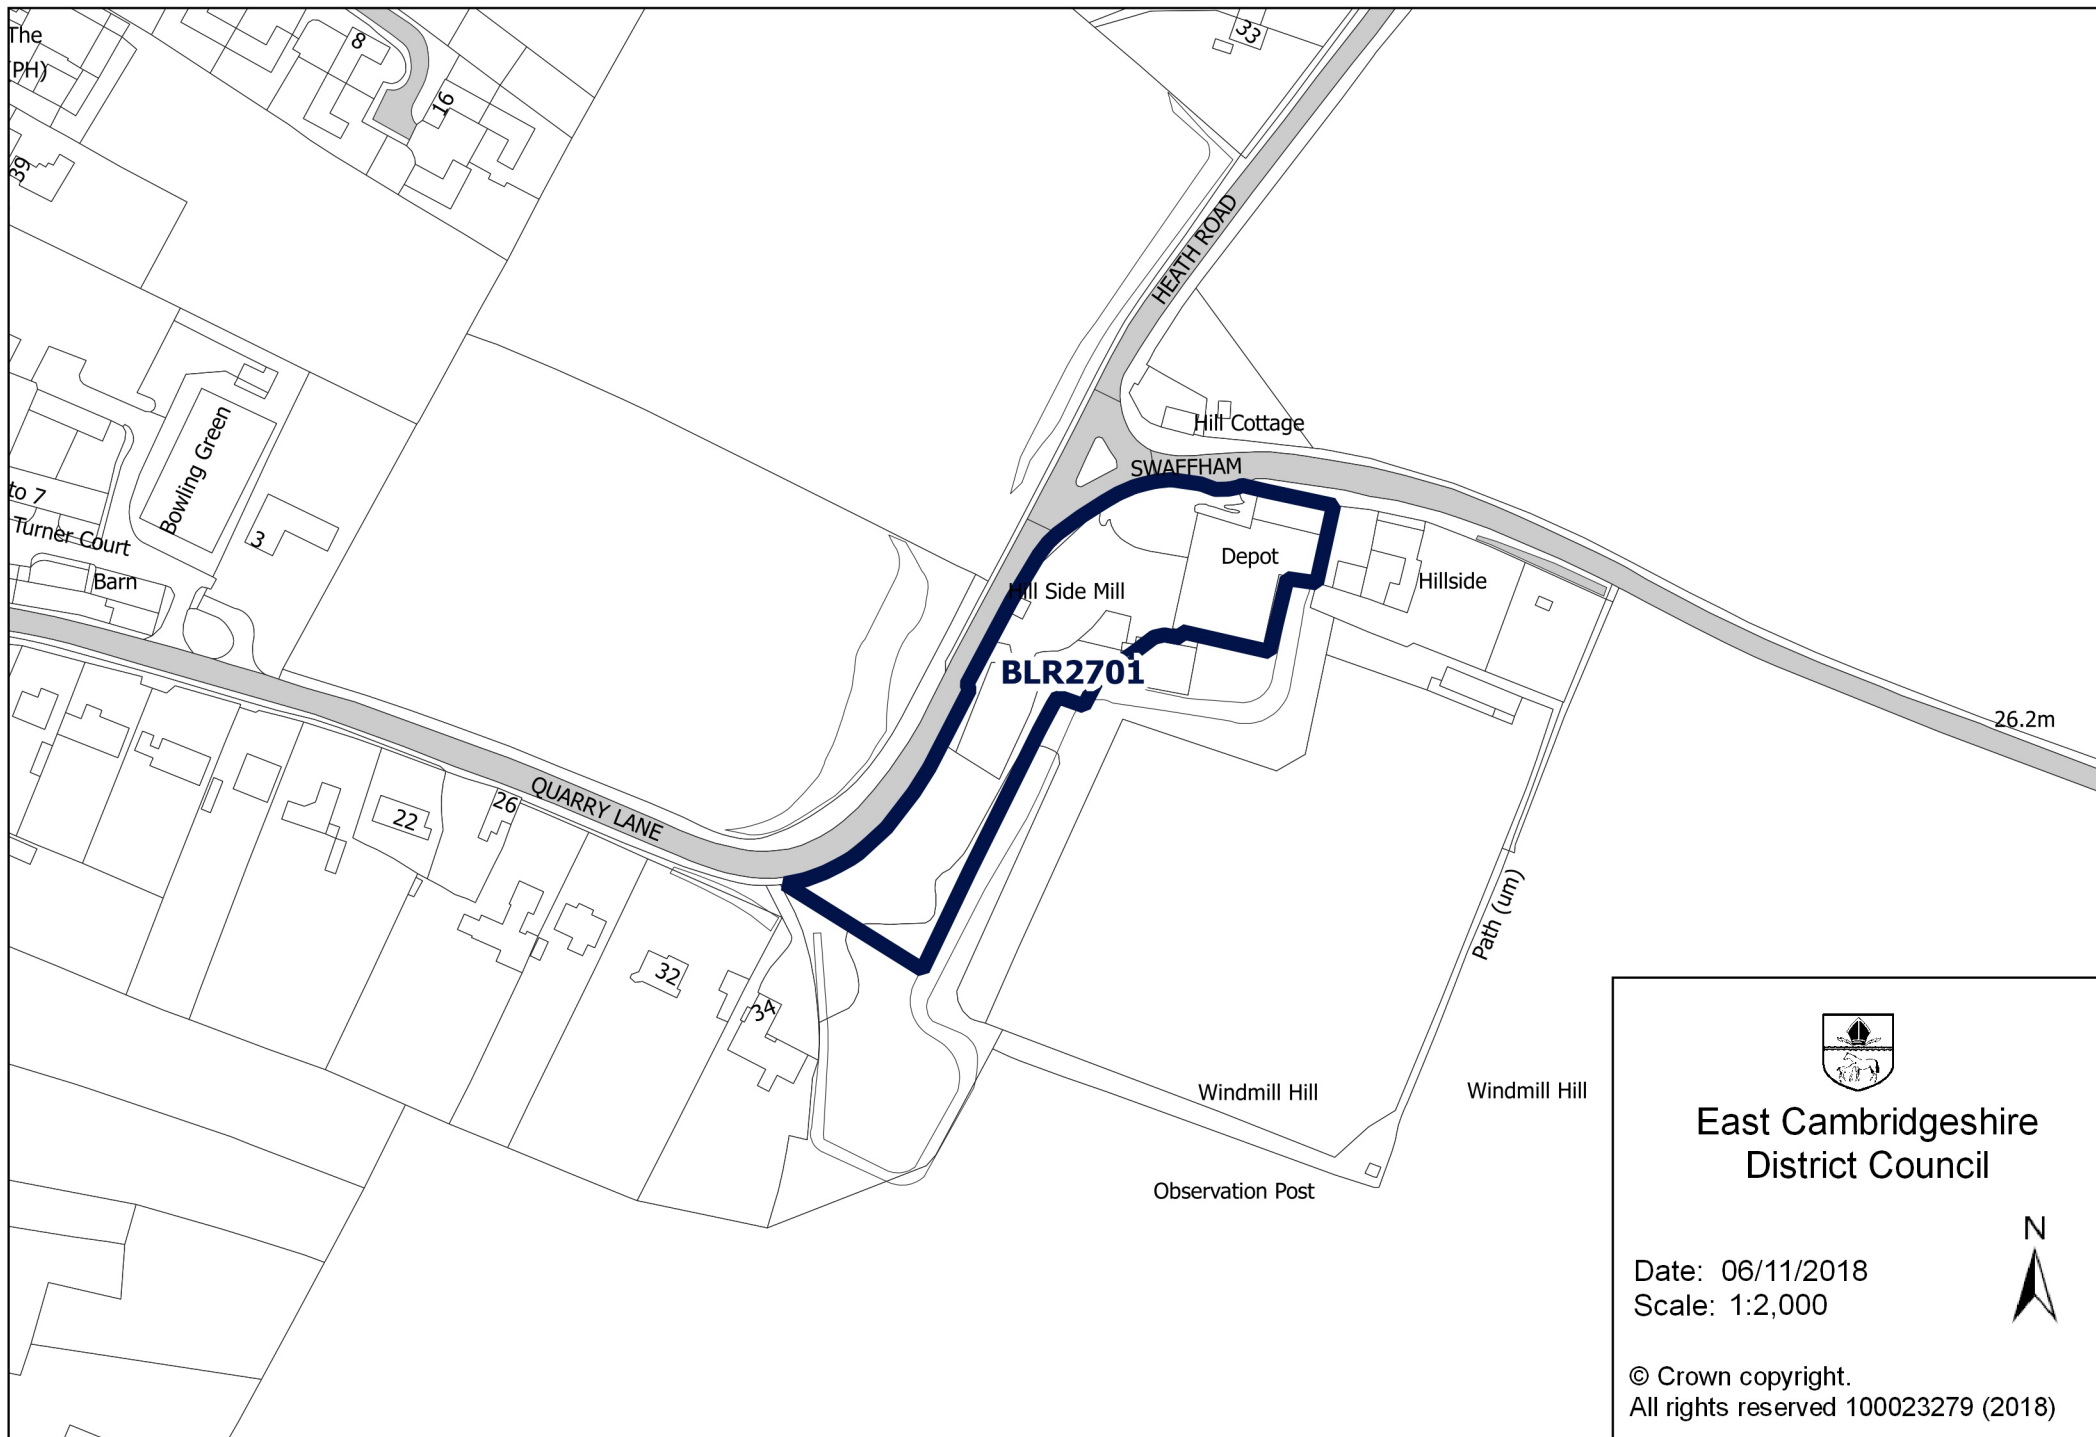 The
(PH)
8
33
16
39
HEATH ROAD
Hill Cottage
SWAFFHAM
Bowling Green
to 7
Turner Court
3
Barn
Depot
Hillside
Hill Side Mill
BLR2701
26.2m
QUARRY LANE
22
26
Path (um)
32
34
Windmill Hill
Windmill Hill
Observation Post
East Cambridgeshire
District Council
N
Date: 06/11/2018
Scale: 1:2,000
© Crown copyright.
All rights reserved 100023279 (2018)